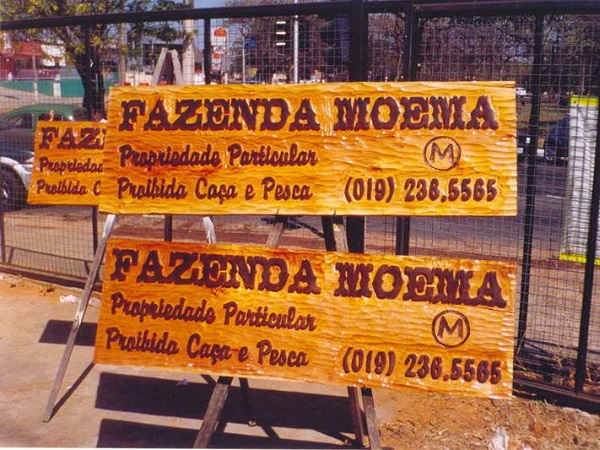 FAZENDA MOEMA
Propriedade Particular
M
Proibida Caça e Pesca (019) 236.5565
FAZENDA
Propriedade
Proibida C
FAZENDA MOEMA
Propriedade Particular
M
Proibida Caça e Pesca (019) 236.5565